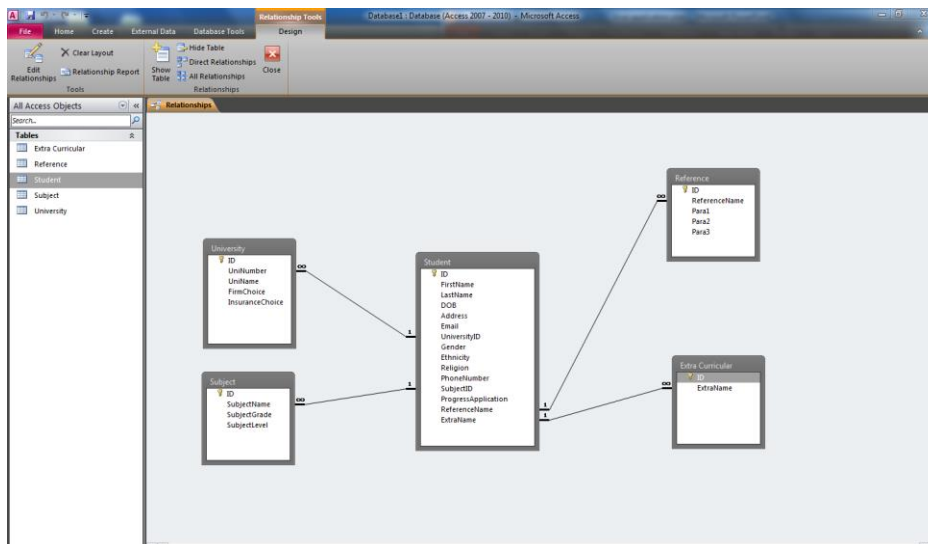 Relationship Tools
Database1 : Database (Access 2007 - 2010) - Microsoft Access
File Home Create External Data Database Tools Design
Edit Relationships
Clear Layout
Relationship Report
Tools
Show Table
Hide Table
Direct Relationships
All Relationships
Close
Relationships
All Access Objects
Search...
Tables
Extra Curricular
Reference
Student
Subject
University
Relationships
University
ID
UniNumber
UniName
FirmChoice
InsuranceChoice
∞
Subject
ID
SubjectName
SubjectGrade
SubjectLevel
∞
Student
ID
FirstName
LastName
DOB
Address
Email
UniversityID
Gender
Ethnicity
Religion
PhoneNumber
SubjectID
ProgressApplication
ReferenceName
ExtraName
1
1
1
1
Reference
ID
ReferenceName
Para1
Para2
Para3
∞
Extra Curricular
ID
ExtraName
∞